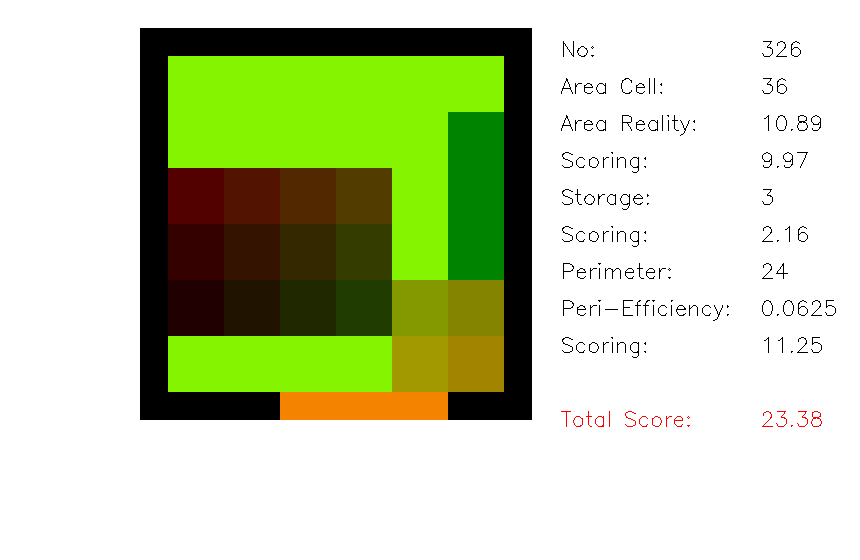 No: 326
Area Cell: 36
Area Reality: 10.89
Scoring: 9.97
Storage: 3
Scoring: 2.16
Perimeter: 24
Peri-Efficiency: 0.0625
Scoring: 11.25
Total Score: 23.38